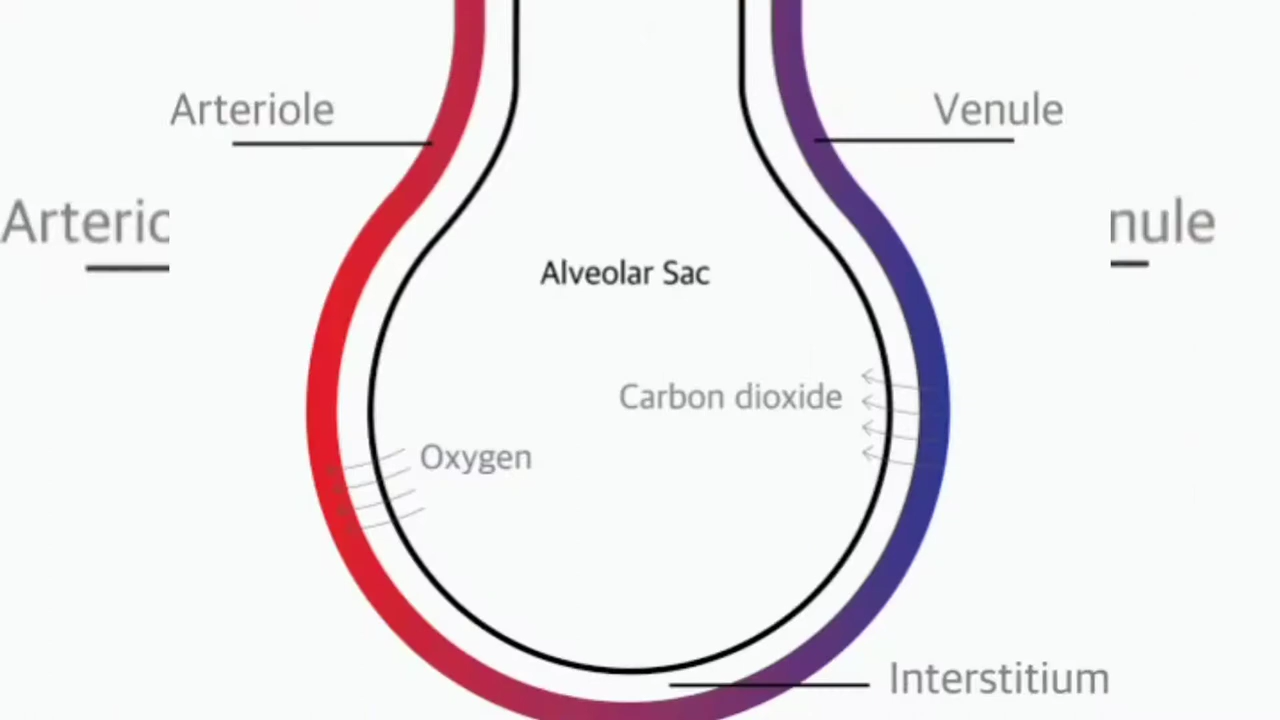 Arteriole
Venule
Arteric
nule
Alveolar Sac
Carbon dioxide
Oxygen
Interstitium